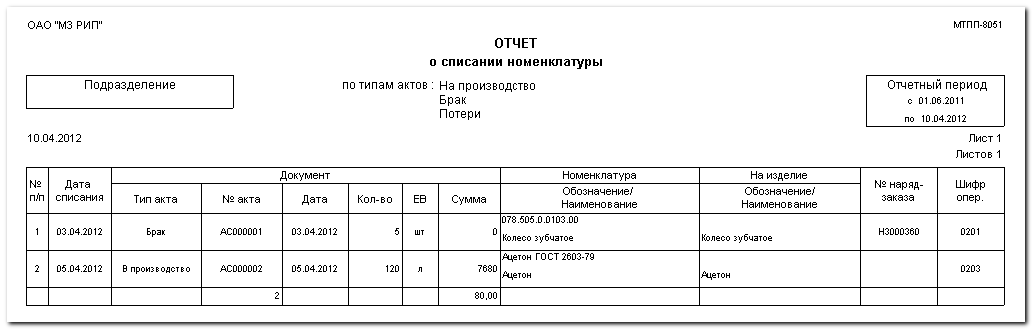 ОАО "МЗ РИП" МТПП-8051
ОТЧЕТ
о списании номенклатуры
Подразделение
по типам актов : На производство
Брак
Потери
Отчетный период
с 01.06.2011
по 10.04.2012
10.04.2012 Лист 1
Листов 1
№ п/п Дата списания Документ Номенклатура На изделие № наряд-заказа Шифр опер.
Тип акта № акта Дата Кол-во ЕВ Сумма Обозначение/ Наименование Обозначение/ Наименование
078.505.0.0103.00
1 03.04.2012 Брак АС000001 03.04.2012 5 шт 0 Колесо зубчатое Колесо зубчатое НЗ000360 0201
Ацетон ГОСТ 2603-79
2 05.04.2012 В производство АС000002 05.04.2012 120 л 7680 Ацетон Ацетон 0203
2 80,00